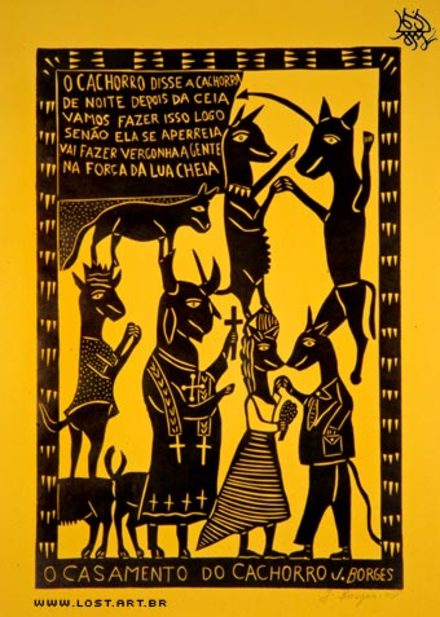 O CACHORRO DISSE A CACHORRA
DE NOITE DEPOIS DA CEIA
VAMOS FAZER ISSO LOGO
SENÃO ELA SE APERREIA
VAI FAZER VERGONHA A GENTE
NA FORÇA DA LUA CHEIA
O CASAMENTO DO CACHORRO J. BORGES
J. Borges
WWW.LOST.ART.BR